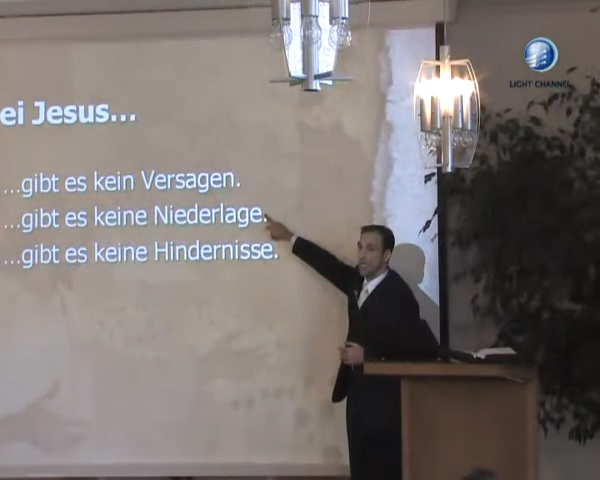 ei Jesus...
...gibt es kein Versagen.
...gibt es keine Niederlage.
...gibt es keine Hindernisse.
LIGHT CHANNEL